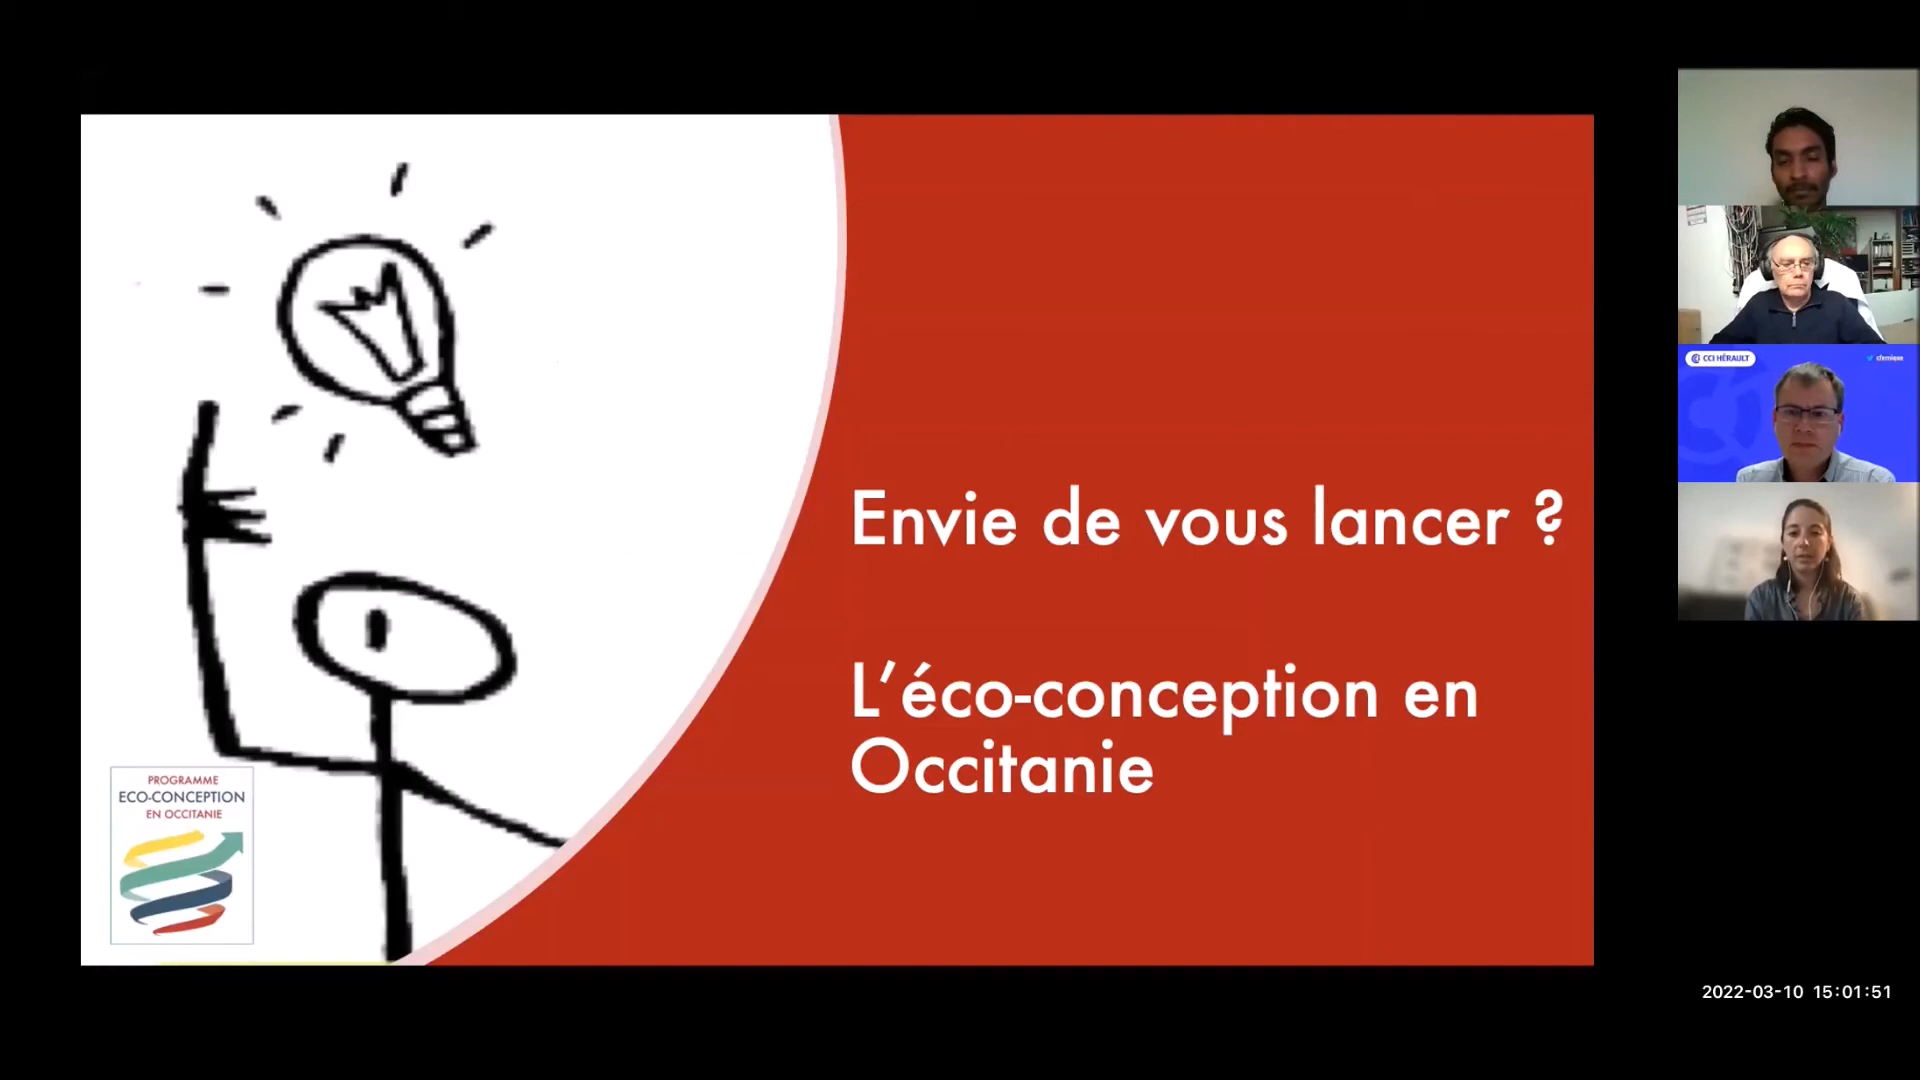 Envie de vous lancer ?
L’éco-conception en
Occitanie
PROGRAMME
ECO-CONCEPTION
EN OCCITANIE
CCI HÉRAULT
2022-03-10 15:01:51